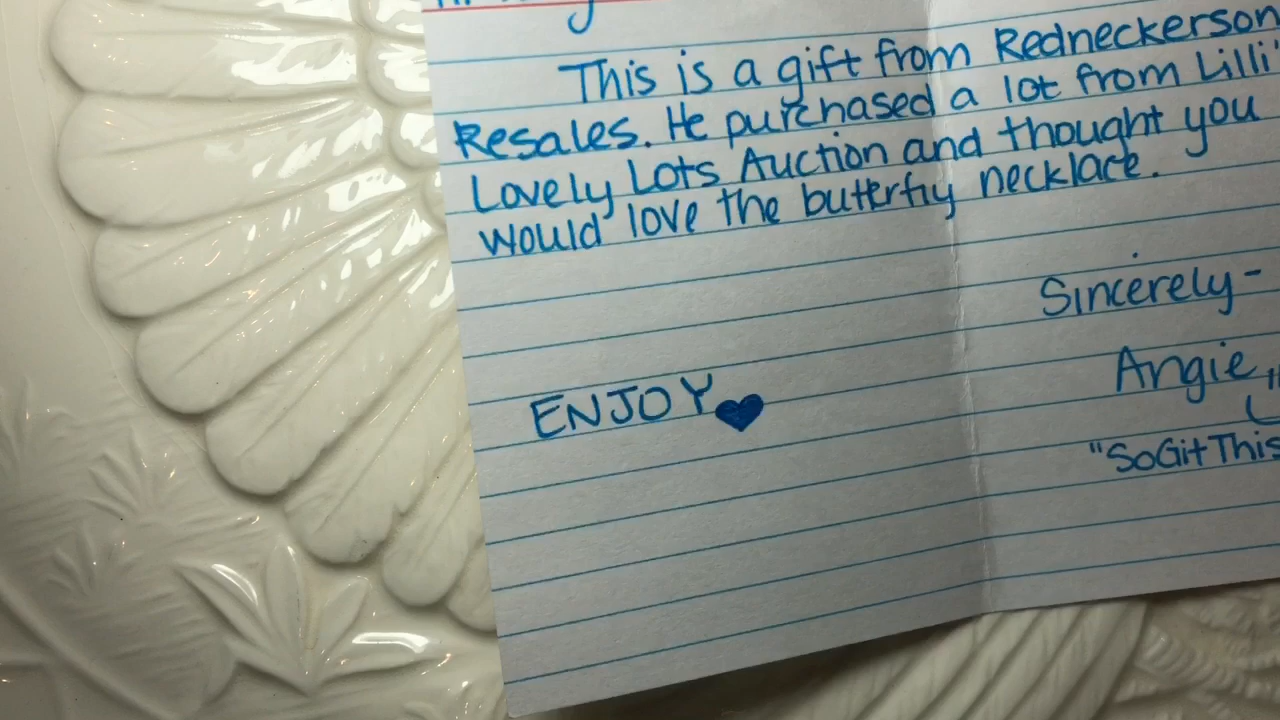 This is a gift from Redneckerson
Resales. He purchased a lot from Lilli'
Lovely Lots Auction and thought you
would love the butterfly necklace.
Sincerely-
Angie
ENJOY
"SoGitThis